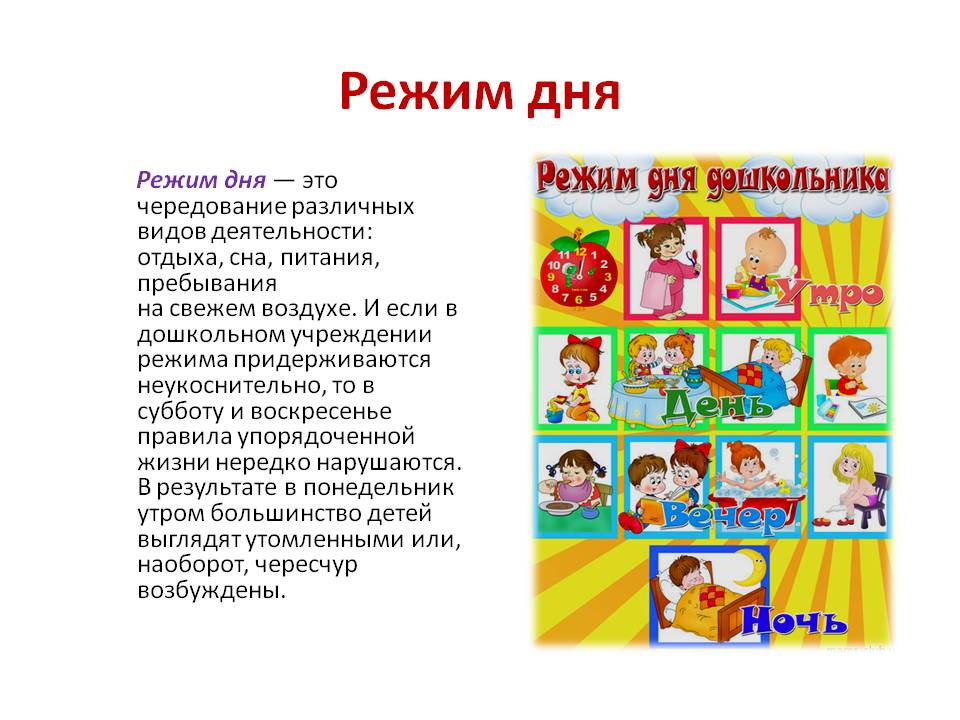 Режим дня
Режим дня — это
чередование различных
видов деятельности:
отдыха, сна, питания,
пребывания
на свежем воздухе. И если в
дошкольном учреждении
режима придерживаются
неукоснительно, то в
субботу и воскресенье
правила упорядоченной
жизни нередко нарушаются.
В результате в понедельник
утром большинство детей
выглядят утомленными или,
наоборот, чересчур
возбуждены.
Режим дня дошкольника
12
11 1
10 2
9 3
8 4
7 5
6
Утро
День
Вечер
Ночь